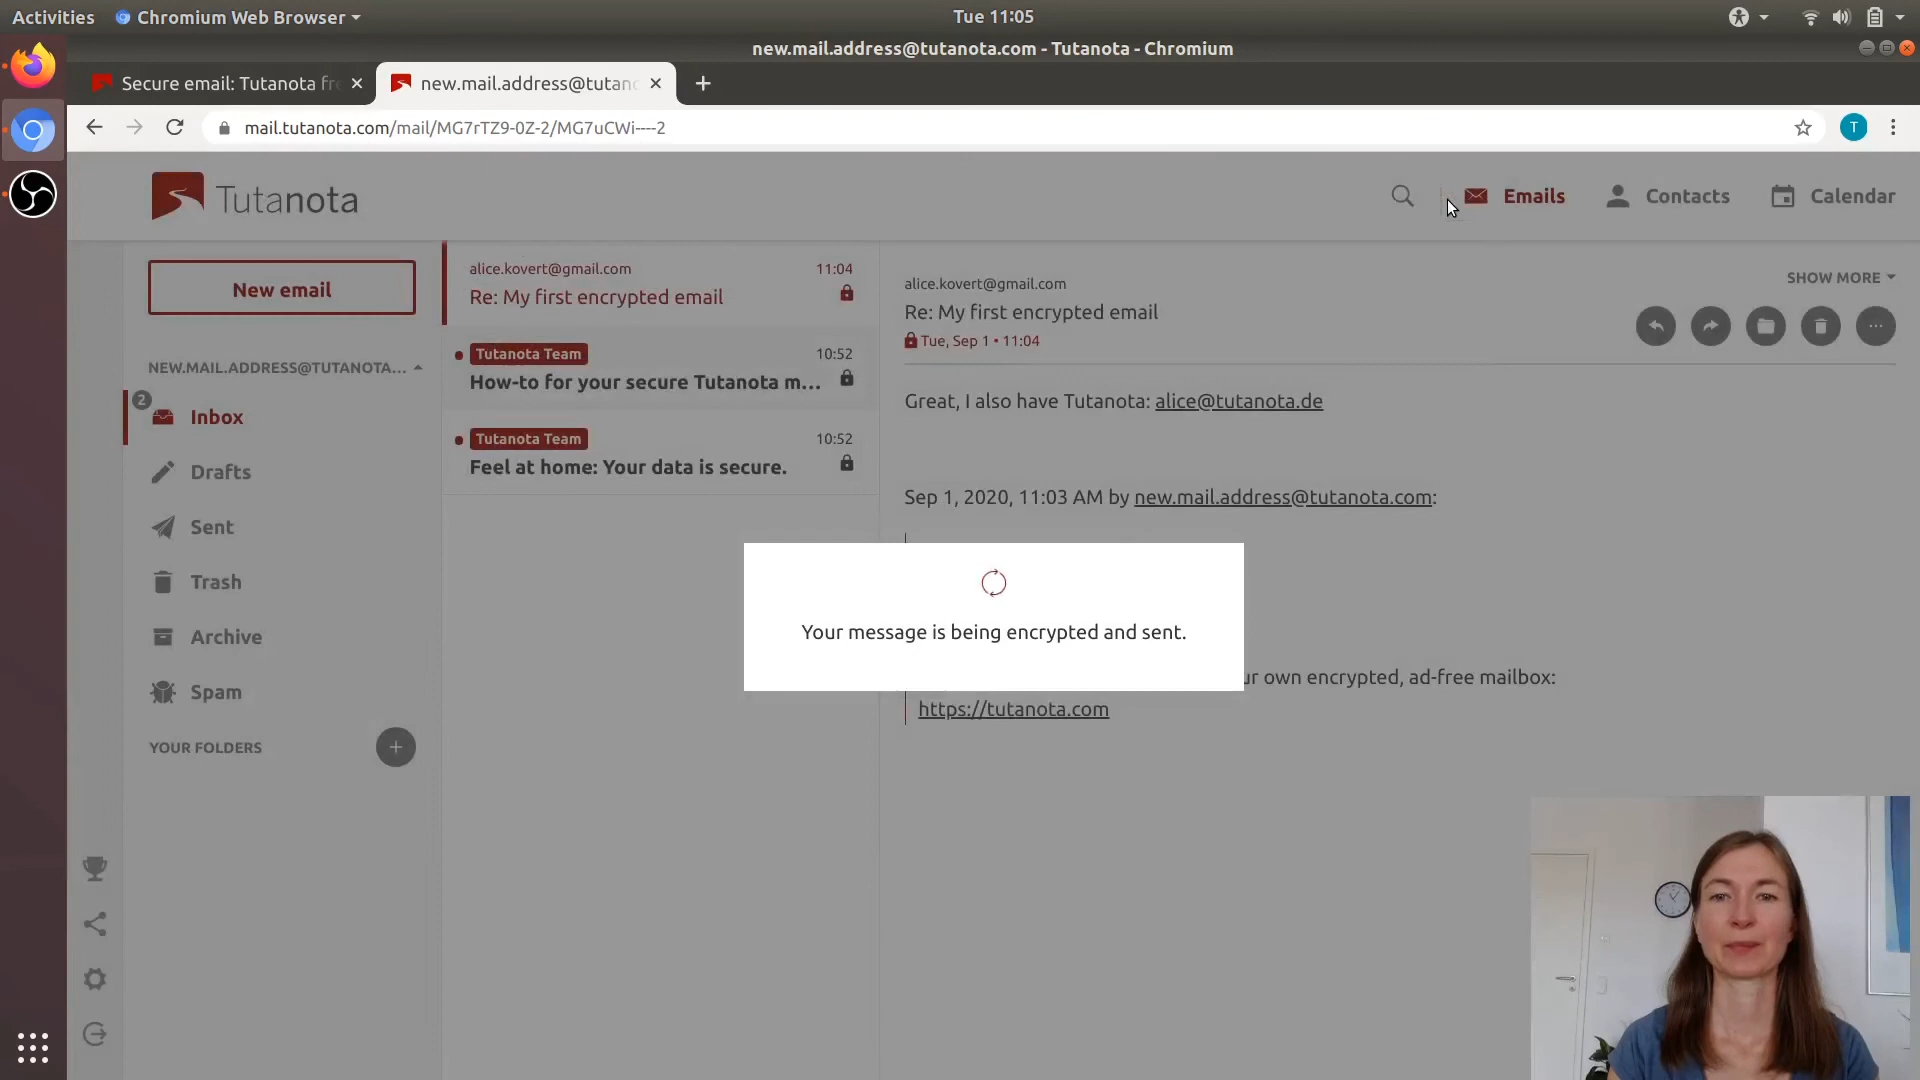 Activities
Chromium Web Browser
Tue 11:05
new.mail.address@tutanota.com - Tutanota - Chromium
Secure email: Tutanota fr
new.mail.address@tutano
mail.tutanota.com/mail/MG7rTZ9-0Z-2/MG7uCWi----2
T
Tutanota
Emails
Contacts
Calendar
New email
NEW.MAIL.ADDRESS@TUTANOTA...
2
Inbox
Drafts
Sent
Trash
Archive
Spam
YOUR FOLDERS
alice.kovert@gmail.com
11:04
Re: My first encrypted email
Tutanota Team
10:52
How-to for your secure Tutanota m...
Tutanota Team
10:52
Feel at home: Your data is secure.
alice.kovert@gmail.com
SHOW MORE
Re: My first encrypted email
Tue, Sep 1 • 11:04
Great, I also have Tutanota: alice@tutanota.de
Sep 1, 2020, 11:03 AM by new.mail.address@tutanota.com:
Your message is being encrypted and sent.
own encrypted, ad-free mailbox:
https://tutanota.com